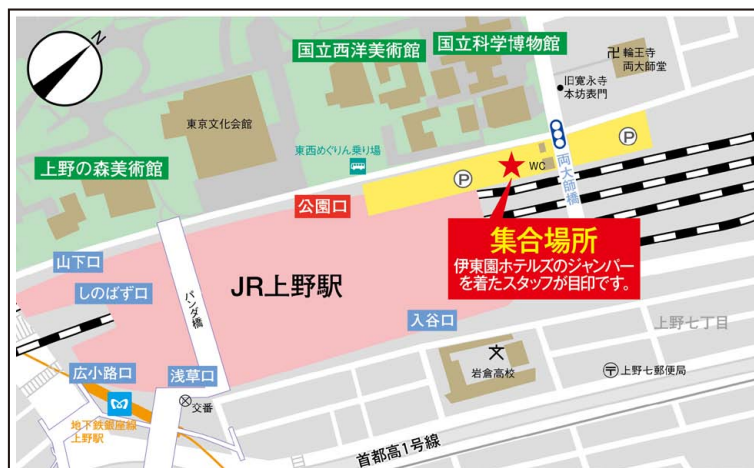 N
国立西洋美術館
国立科学博物館
輪王寺
両大師堂
旧寛永寺
本坊表門
東京文化会館
東西めぐりん乗り場
上野の森美術館
P
WC
P
両大師橋
公園口
集合場所
伊東園ホテルズのジャンパー
を着たスタッフが目印です。
山下口
しのばず口
パンダ橋
JR上野駅
入谷口
上野七丁目
広小路口
浅草口
交番
岩倉高校
上野七郵便局
地下鉄銀座線
上野駅
首都高1号線